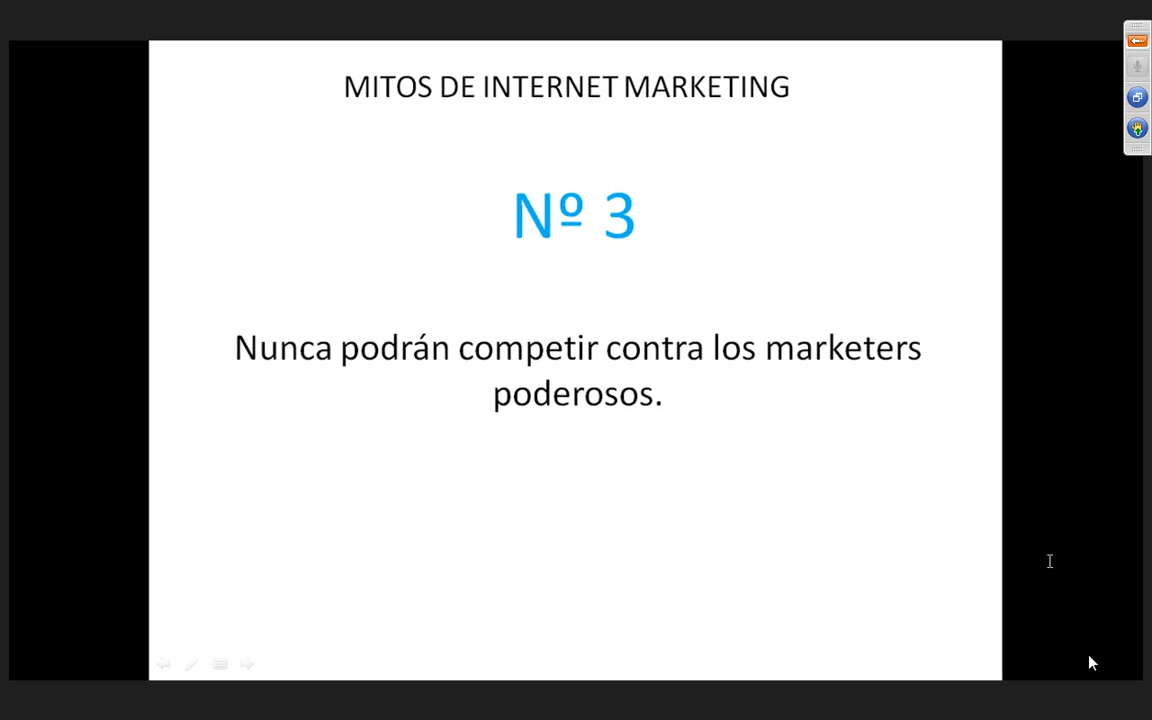 MITOS DE INTERNET MARKETING
Nº 3
Nunca podrán competir contra los marketers
poderosos.